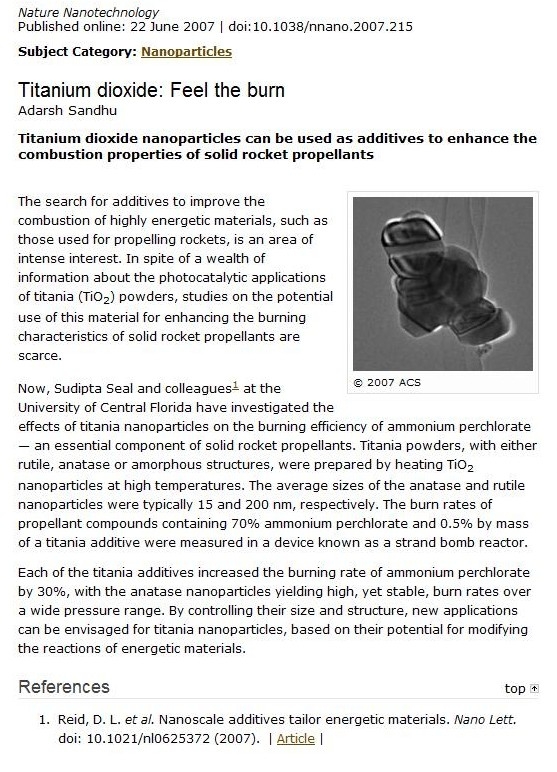 Nature Nanotechnology
Published online: 22 June 2007 | doi:10.1038/nnano.2007.215
Subject Category: Nanoparticles
Titanium dioxide: Feel the burn
Adarsh Sandhu
Titanium dioxide nanoparticles can be used as additives to enhance the
combustion properties of solid rocket propellants
The search for additives to improve the
combustion of highly energetic materials, such as
those used for propelling rockets, is an area of
intense interest. In spite of a wealth of
information about the photocatalytic applications
of titania (TiO₂) powders, studies on the potential
use of this material for enhancing the burning
characteristics of solid rocket propellants are
scarce.
© 2007 ACS
Now, Sudipta Seal and colleagues¹ at the
University of Central Florida have investigated the
effects of titania nanoparticles on the burning efficiency of ammonium perchlorate
— an essential component of solid rocket propellants. Titania powders, with either
rutile, anatase or amorphous structures, were prepared by heating TiO₂
nanoparticles at high temperatures. The average sizes of the anatase and rutile
nanoparticles were typically 15 and 200 nm, respectively. The burn rates of
propellant compounds containing 70% ammonium perchlorate and 0.5% by mass
of a titania additive were measured in a device known as a strand bomb reactor.
Each of the titania additives increased the burning rate of ammonium perchlorate
by 30%, with the anatase nanoparticles yielding high, yet stable, burn rates over
a wide pressure range. By controlling their size and structure, new applications
can be envisaged for titania nanoparticles, based on their potential for modifying
the reactions of energetic materials.
References
top
1. Reid, D. L. et al. Nanoscale additives tailor energetic materials. Nano Lett.
doi: 10.1021/nl0625372 (2007). | Article |